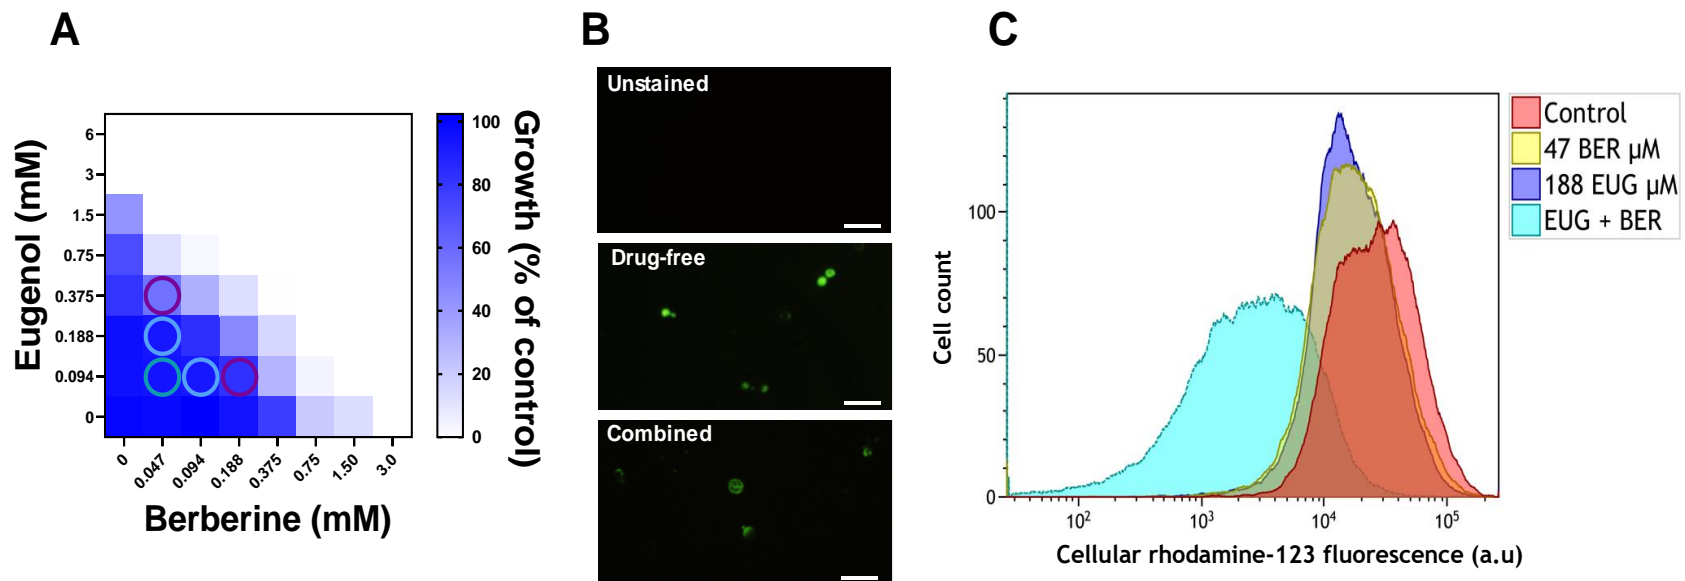 A
B
C
Eugenol (mM)
6
3
1.5
0.75
0.375
0.188
0.094
0
0
0.047
0.094
0.188
0.375
0.75
1.50
3.0
Berberine (mM)
100
80
60
40
20
0
Growth (% of control)
Unstained
Drug-free
Combined
Cell count
100
50
0
10²
10³
10⁴
10⁵
Cellular rhodamine-123 fluorescence (a.u)
Control
47 BER µM
188 EUG µM
EUG + BER